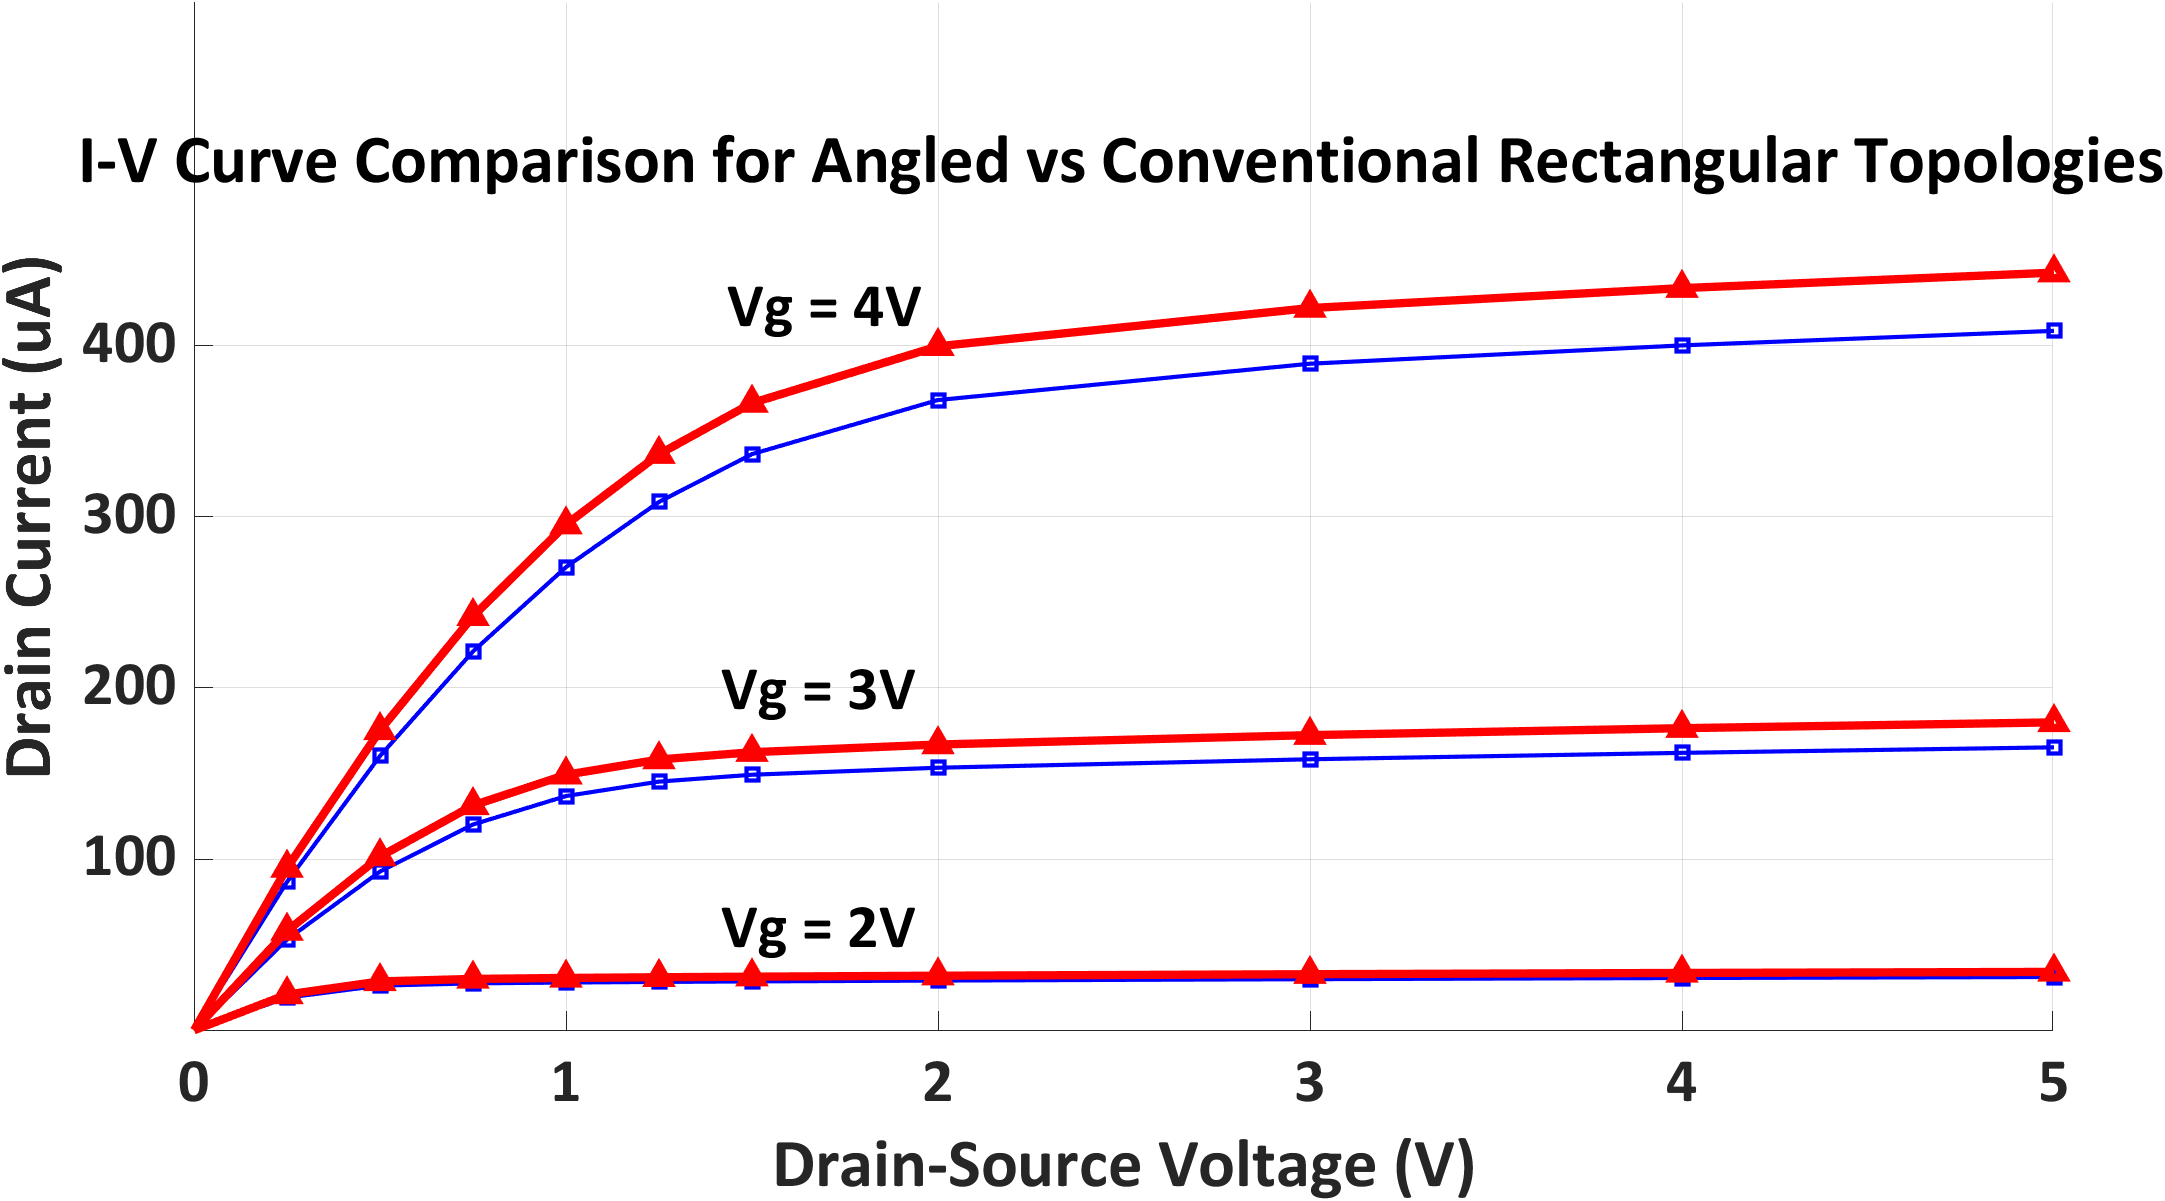 I-V Curve Comparison for Angled vs Conventional Rectangular Topologies
Drain Current (uA)
400
300
200
100
Vg = 4V
Vg = 3V
Vg = 2V
0 1 2 3 4 5
Drain-Source Voltage (V)